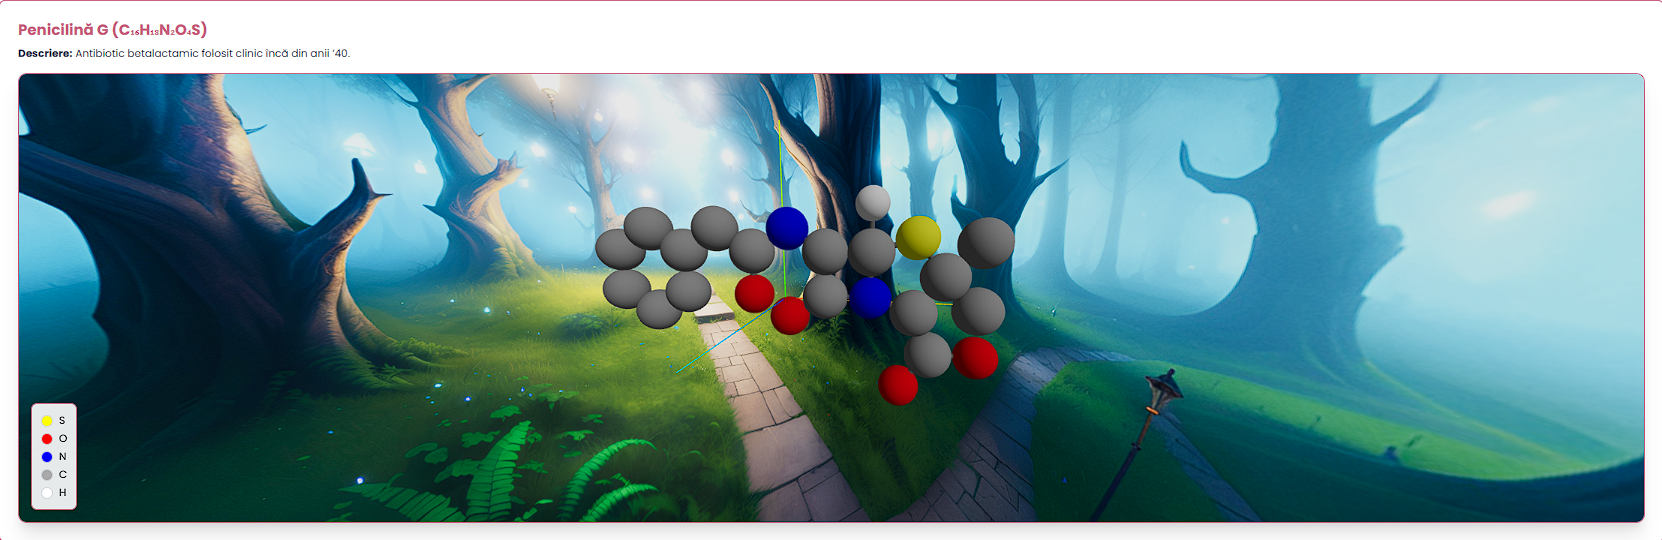 Penicilină G (C₁₆H₁₈N₂O₄S)
Descriere: Antibiotic betalactamic folosit clinic încă din anii ’40.
S
O
N
C
H